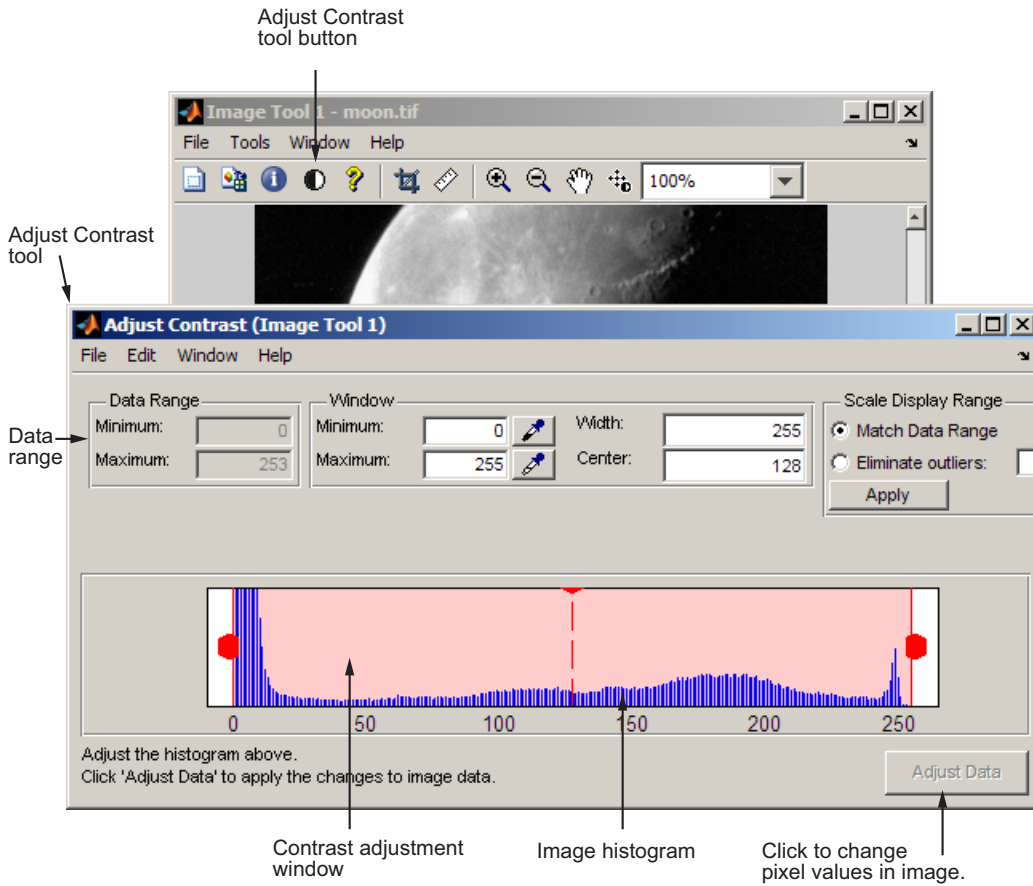 Adjust Contrast
tool button
Image Tool 1 - moon.tif
File Tools Window Help
100%
Adjust Contrast
tool
Adjust Contrast (Image Tool 1)
File Edit Window Help
Data Range
Minimum: 0
Maximum: 253
Window
Minimum: 0
Maximum: 255
Width: 255
Center: 128
Scale Display Range
Match Data Range
Eliminate outliers:
Apply
Data
range
0 50 100 150 200 250
Adjust the histogram above.
Click 'Adjust Data' to apply the changes to image data.
Adjust Data
Contrast adjustment
window
Image histogram
Click to change
pixel values in image.